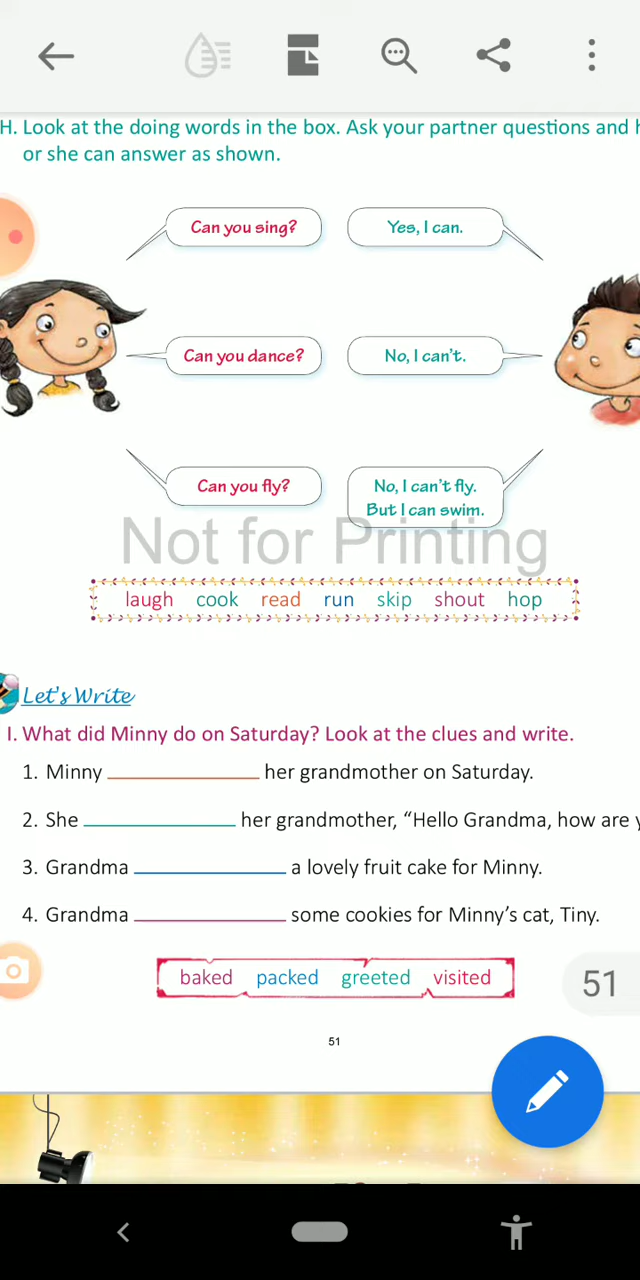 H. Look at the doing words in the box. Ask your partner questions and
or she can answer as shown.
Can you sing?
Yes, I can.
Can you dance?
No, I can't.
Can you fly?
No, I can't fly.
But I can swim.
Not for Printing
laugh cook read run skip shout hop
Let's Write
I. What did Minny do on Saturday? Look at the clues and write.
1. Minny _______________ her grandmother on Saturday.
2. She _______________ her grandmother, “Hello Grandma, how are
3. Grandma _______________ a lovely fruit cake for Minny.
4. Grandma _______________ some cookies for Minny's cat, Tiny.
baked packed greeted visited
51
51